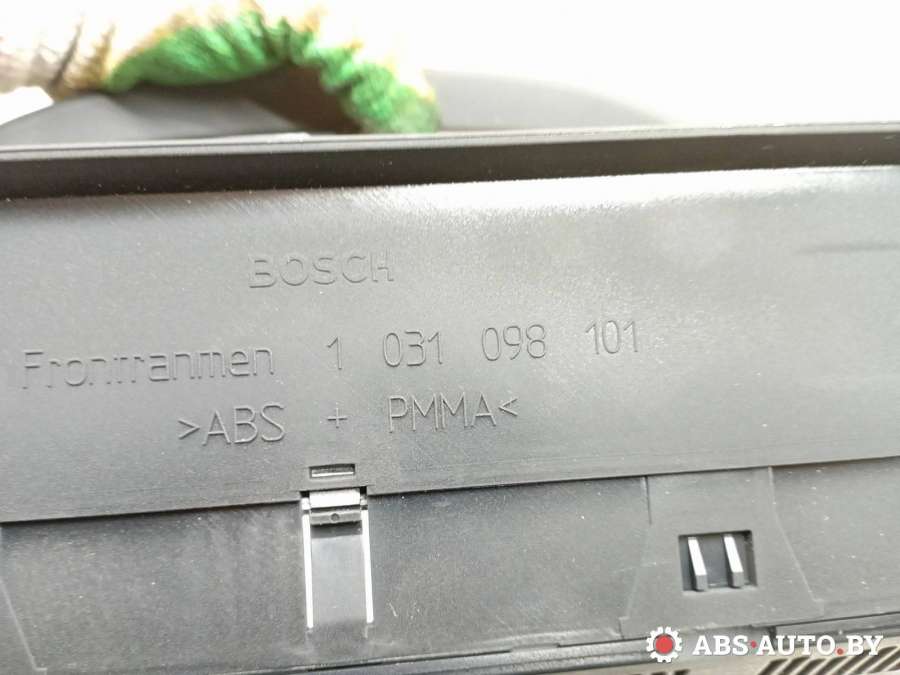 BOSCH
Frontrahmen 1 031 098 101
>ABS + PMMA<
ABS-AUTO.BY